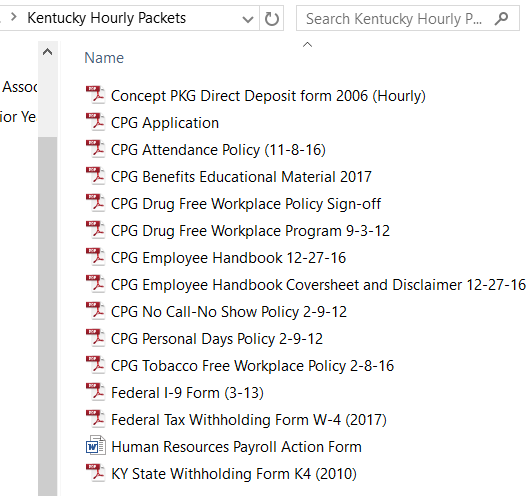 Kentucky Hourly Packets
Search Kentucky Hourly P...
Assoc
ior Ye
Name
Concept PKG Direct Deposit form 2006 (Hourly)
CPG Application
CPG Attendance Policy (11-8-16)
CPG Benefits Educational Material 2017
CPG Drug Free Workplace Policy Sign-off
CPG Drug Free Workplace Program 9-3-12
CPG Employee Handbook 12-27-16
CPG Employee Handbook Coversheet and Disclaimer 12-27-16
CPG No Call-No Show Policy 2-9-12
CPG Personal Days Policy 2-9-12
CPG Tobacco Free Workplace Policy 2-8-16
Federal I-9 Form (3-13)
Federal Tax Withholding Form W-4 (2017)
Human Resources Payroll Action Form
KY State Withholding Form K4 (2010)